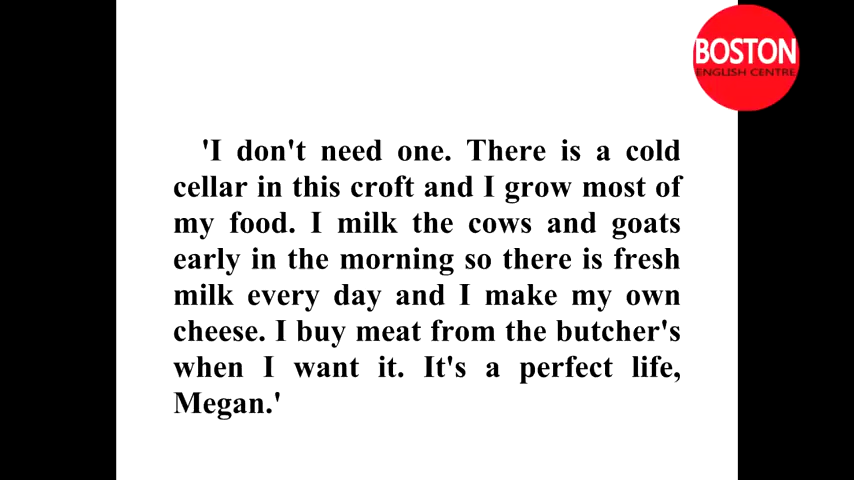 BOSTON
ENGLISH CENTRE
'I don't need one. There is a cold
cellar in this croft and I grow most of
my food. I milk the cows and goats
early in the morning so there is fresh
milk every day and I make my own
cheese. I buy meat from the butcher's
when I want it. It's a perfect life,
Megan.'